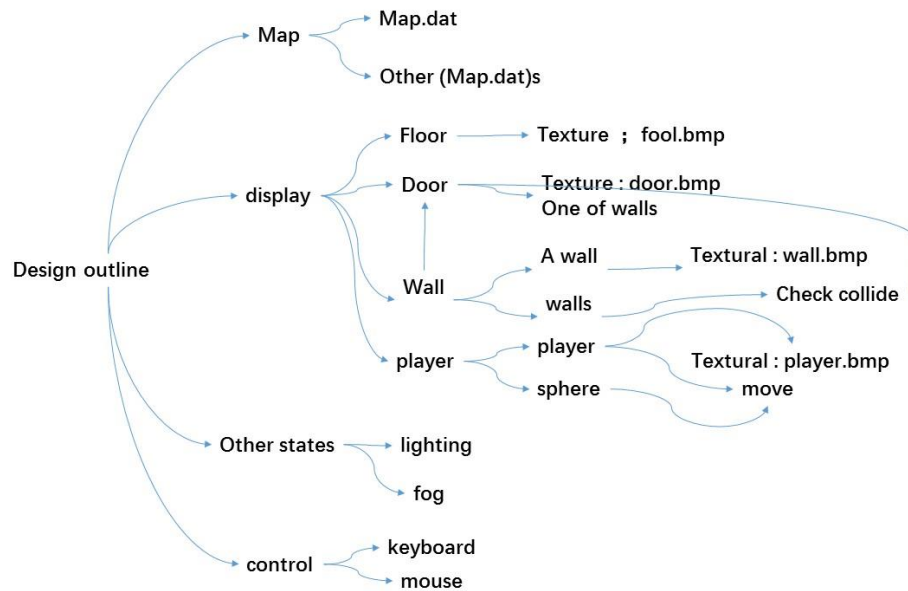 Design outline
Map
Map.dat
Other (Map.dat)s
display
Floor
Texture ； fool.bmp
Door
Texture : door.bmp
One of walls
Wall
A wall
Textural : wall.bmp
walls
Check collide
player
player
Textural : player.bmp
move
sphere
Other states
lighting
fog
control
keyboard
mouse